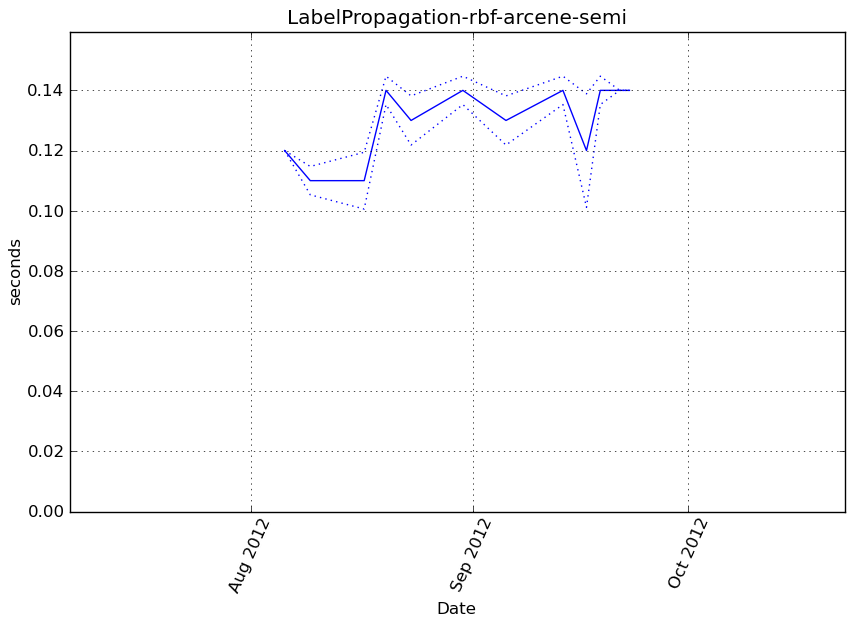 LabelPropagation-rbf-arcene-semi
0.14
0.12
0.10
0.08
0.06
0.04
0.02
0.00
seconds
Aug 2012
Sep 2012
Oct 2012
Date